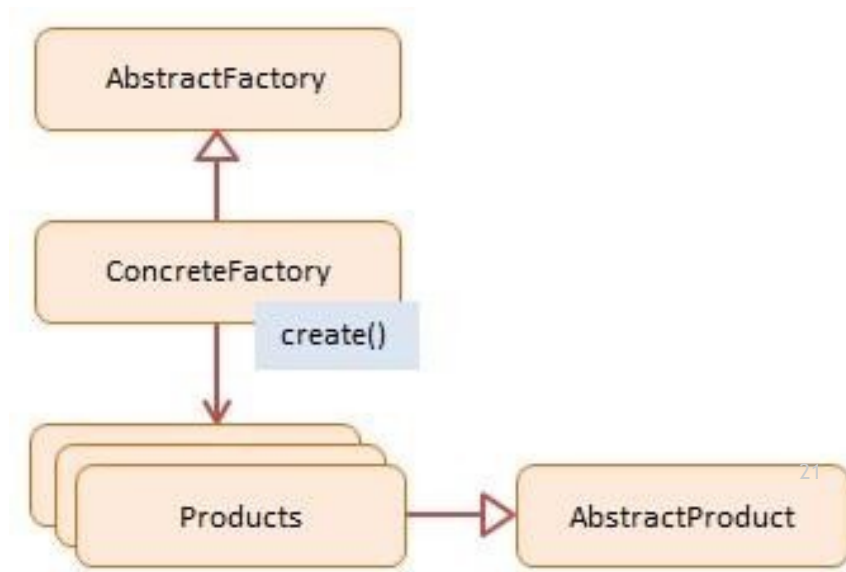 AbstractFactory
ConcreteFactory
create()
21
Products
AbstractProduct